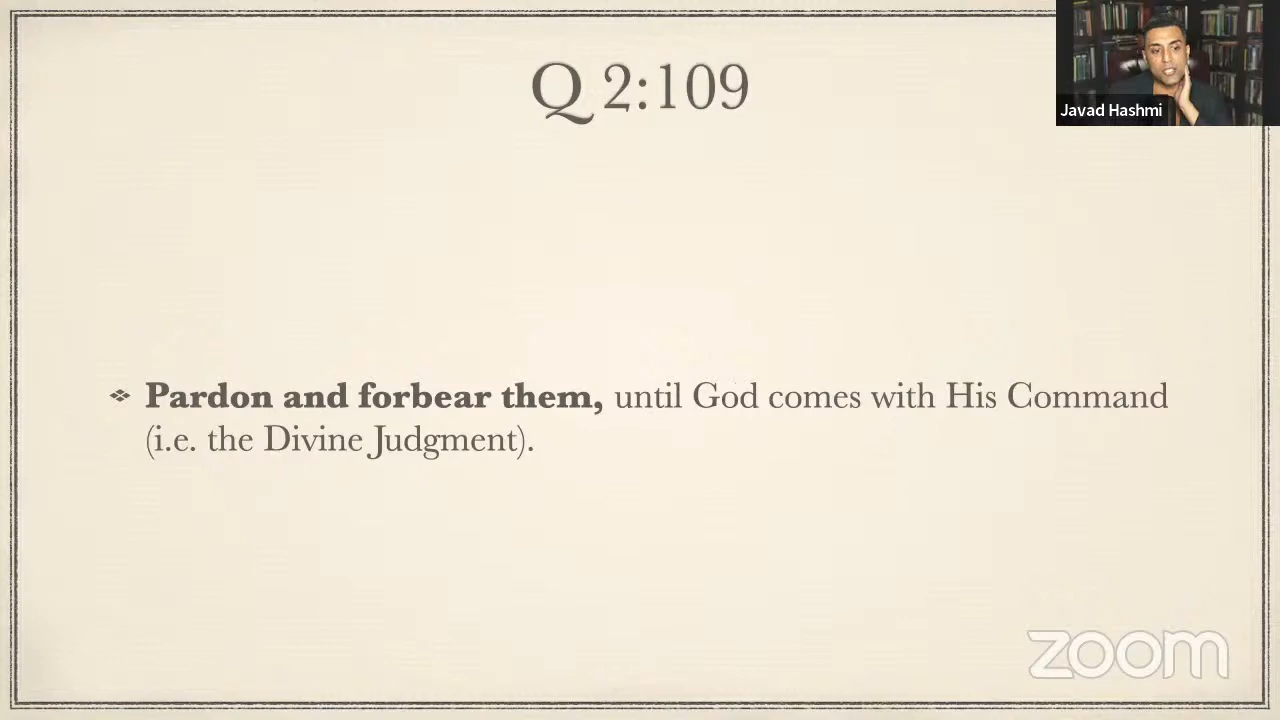 Q 2:109
Javad Hashmi
❖ Pardon and forbear them, until God comes with His Command
(i.e. the Divine Judgment).
zoom